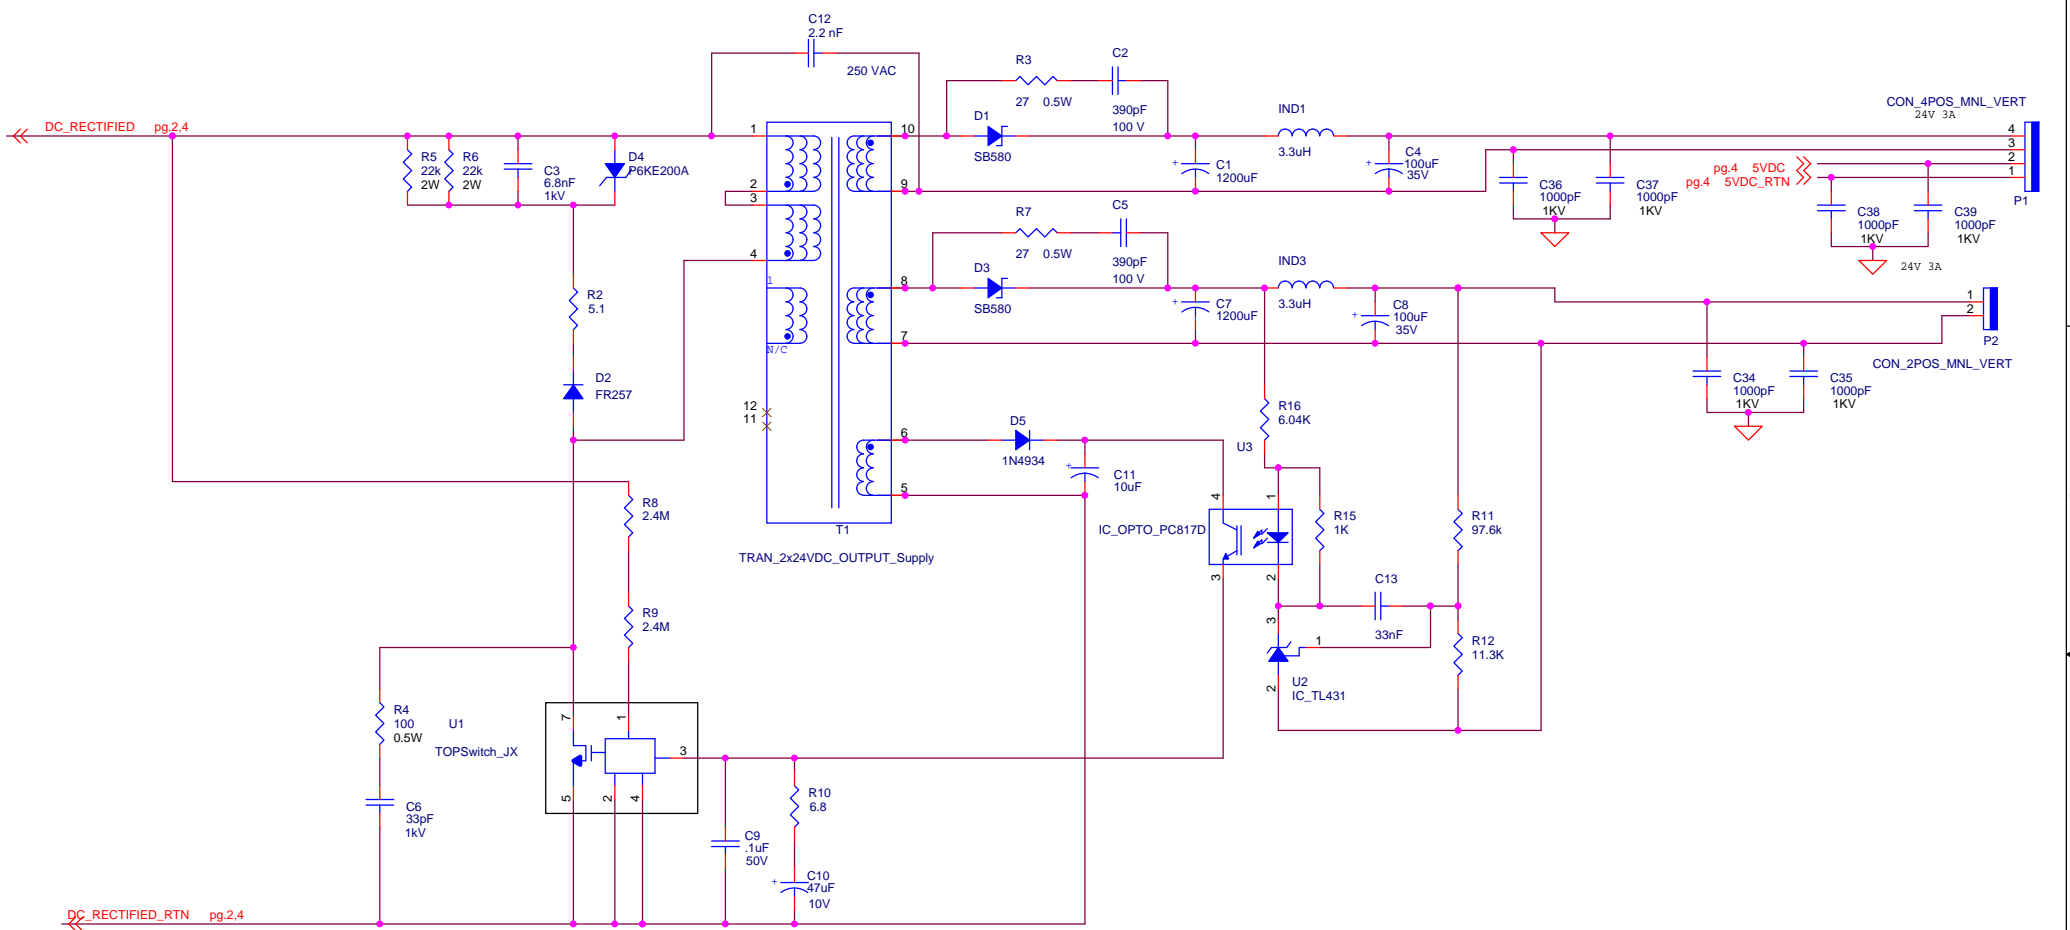 C12
2.2 nF
250 VAC
R3
27 0.5W
C2
390pF
100 V
D1
SB580
IND1
3.3uH
CON_4POS_MNL_VERT
24V 3A
DC_RECTIFIED pg.2,4
1
10
4
3
2
1
P1
R5
22k
2W
R6
22k
2W
C3
6.8nF
1kV
D4
P6KE200A
C1
1200uF
C4
100uF
35V
pg.4 5VDC
pg.4 5VDC_RTN
2
3
9
C36
1000pF
1KV
C37
1000pF
1KV
C38
1000pF
1KV
C39
1000pF
1KV
24V 3A
R7
27 0.5W
C5
390pF
100 V
4
D3
SB580
IND3
3.3uH
1
8
N/C
7
C7
1200uF
C8
100uF
35V
1
2
P2
CON_2POS_MNL_VERT
R2
5.1
D2
FR257
C34
1000pF
1KV
C35
1000pF
1KV
12
11
R16
6.04K
6
D5
1N4934
U3
5
C11
10uF
R8
2.4M
T1
TRAN_2x24VDC_OUTPUT_Supply
4
1
IC_OPTO_PC817D
3
2
R15
1K
R11
97.6k
C13
33nF
R9
2.4M
3
1
2
U2
IC_TL431
R12
11.3K
R4
100
0.5W
U1
TOPSwitch_JX
7
1
3
5
2
4
R10
6.8
C6
33pF
1kV
C9
.1uF
50V
C10
47uF
10V
DC_RECTIFIED_RTN pg.2,4